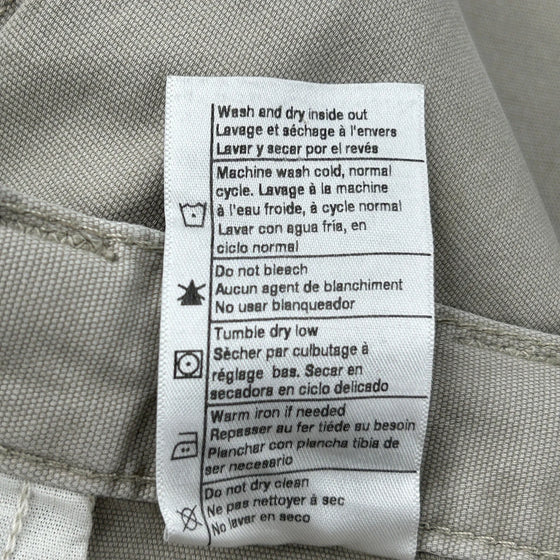 Wash and dry inside out
Lavage et séchage à l'envers
Lavar y secar por el revés
Machine wash cold, normal
cycle. Lavage à la machine
à l'eau froide, à cycle normal
Lavar con agua fría, en
ciclo normal
Do not bleach
Aucun agent de blanchiment
No usar blanqueador
Tumble dry low
Sècher par culbutage à
réglage bas. Secar en
secadora en ciclo delicado
Warm iron if needed
Repasser au fer tiéde au besoin
Planchar con plancha tibia de
ser necesario
Do not dry clean
Ne pas nettoyer à sec
No lavar en seco